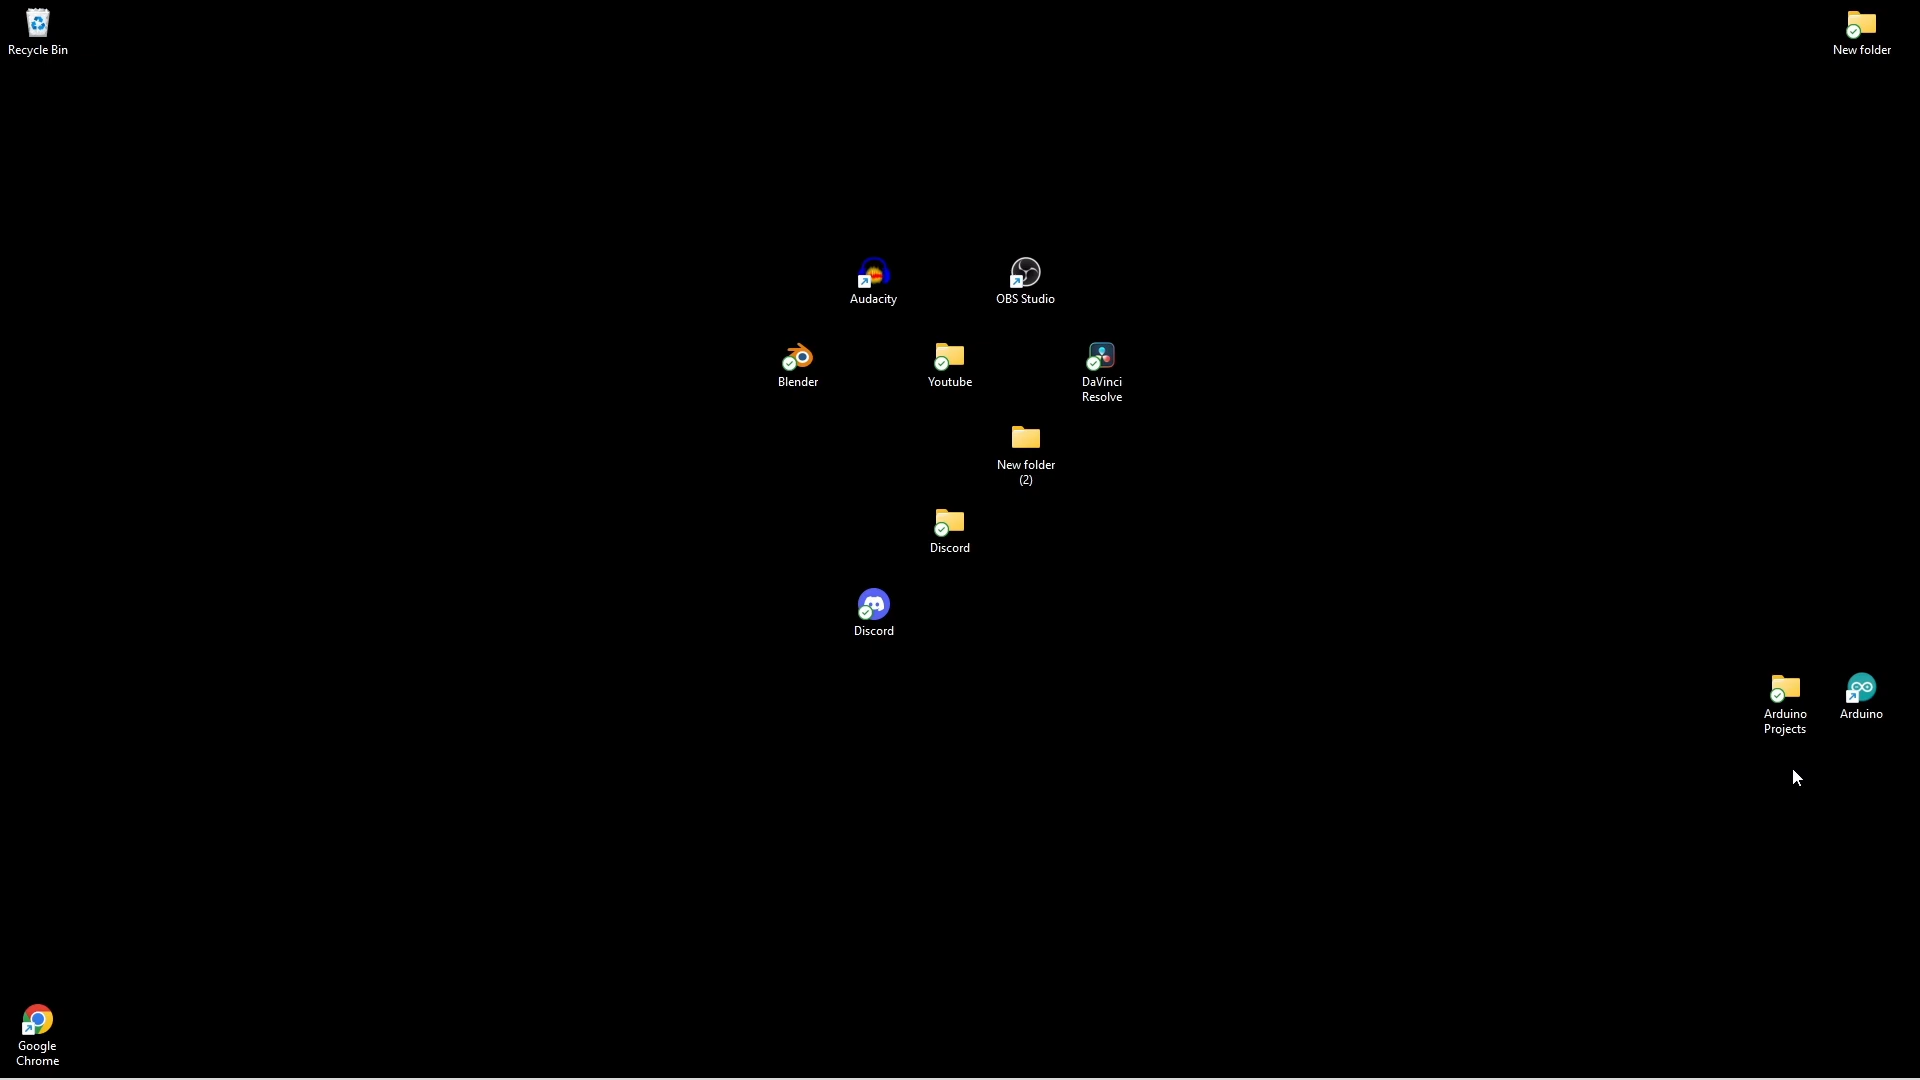 Recycle Bin
New folder
Audacity
OBS Studio
Blender
Youtube
DaVinci
Resolve
New folder
(2)
Discord
Discord
Arduino
Projects
Arduino
Google
Chrome